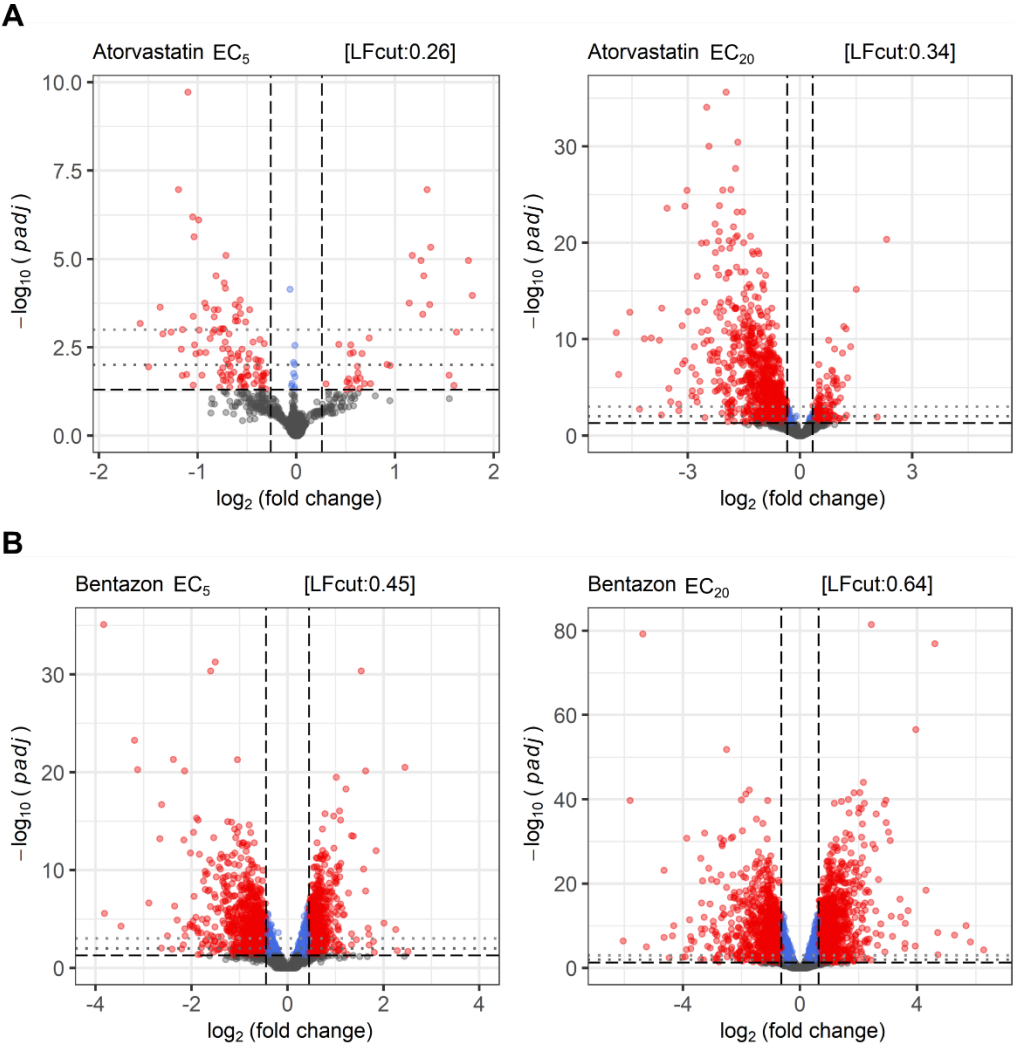 A
Atorvastatin EC5 [LFcut:0.26]
Atorvastatin EC20 [LFcut:0.34]
10.0
7.5
5.0
2.5
0.0
−log10 ( padj )
-2 -1 0 1 2
log2 (fold change)
30
20
10
0
−log10 ( padj )
-3 0 3
log2 (fold change)
B
Bentazon EC5 [LFcut:0.45]
Bentazon EC20 [LFcut:0.64]
30
20
10
0
−log10 ( padj )
-4 -2 0 2 4
log2 (fold change)
80
60
40
20
0
−log10 ( padj )
-4 0 4
log2 (fold change)